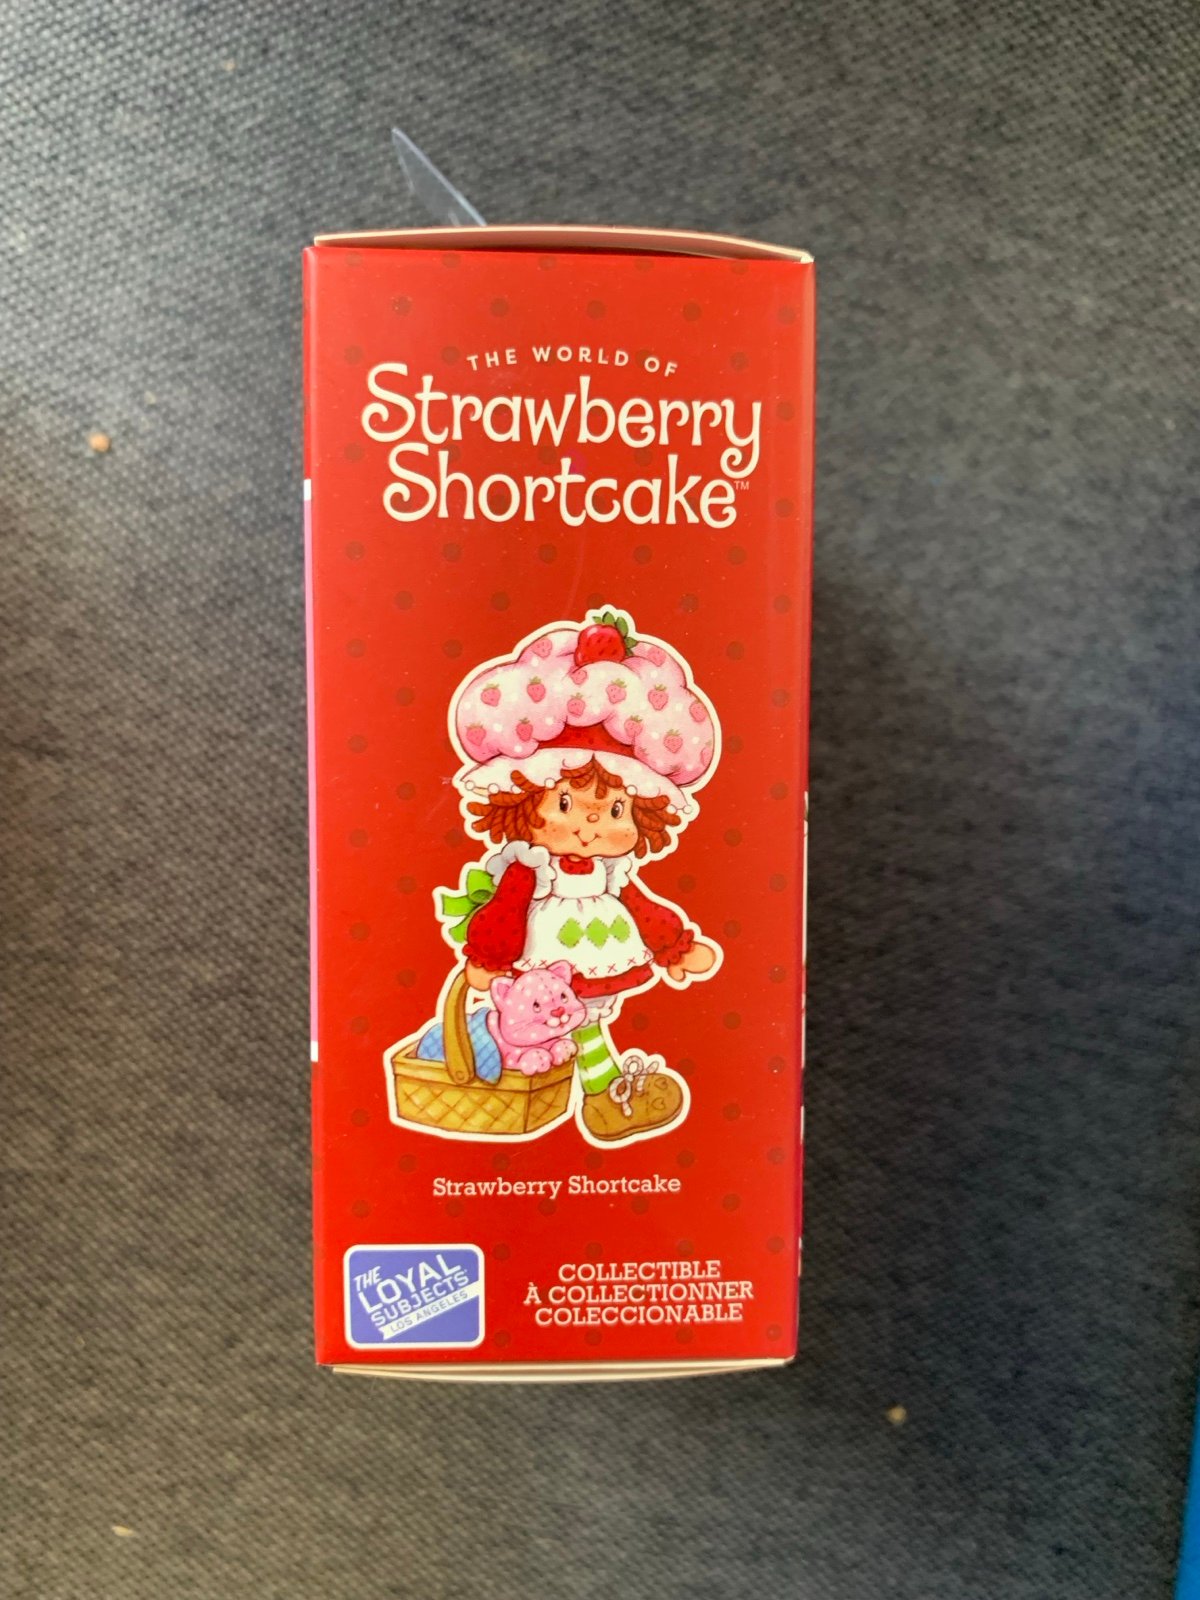 THE WORLD OF
Strawberry
Shortcake™
Strawberry Shortcake
THE
LOYAL
SUBJECTS
LOS ANGELES
COLLECTIBLE
À COLLECTIONNER
COLECCIONABLE